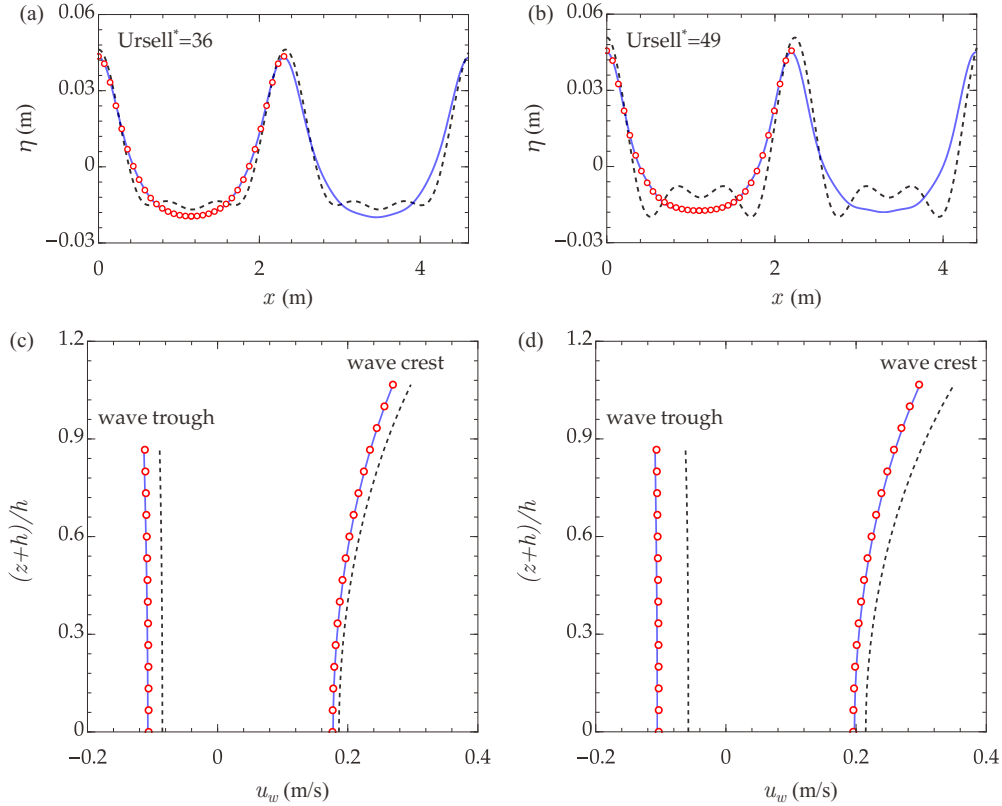 (a)
(b)
0.06
0.03
0
−0.03
η (m)
Ursell*=36
0
2
4
x (m)
0.06
0.03
0
−0.03
η (m)
Ursell*=49
0
2
4
x (m)
(c)
(d)
1.2
0.9
0.6
0.3
0
(z+h)/h
wave crest
wave trough
−0.2
0
0.2
0.4
u_w (m/s)
1.2
0.9
0.6
0.3
0
(z+h)/h
wave crest
wave trough
−0.2
0
0.2
0.4
u_w (m/s)